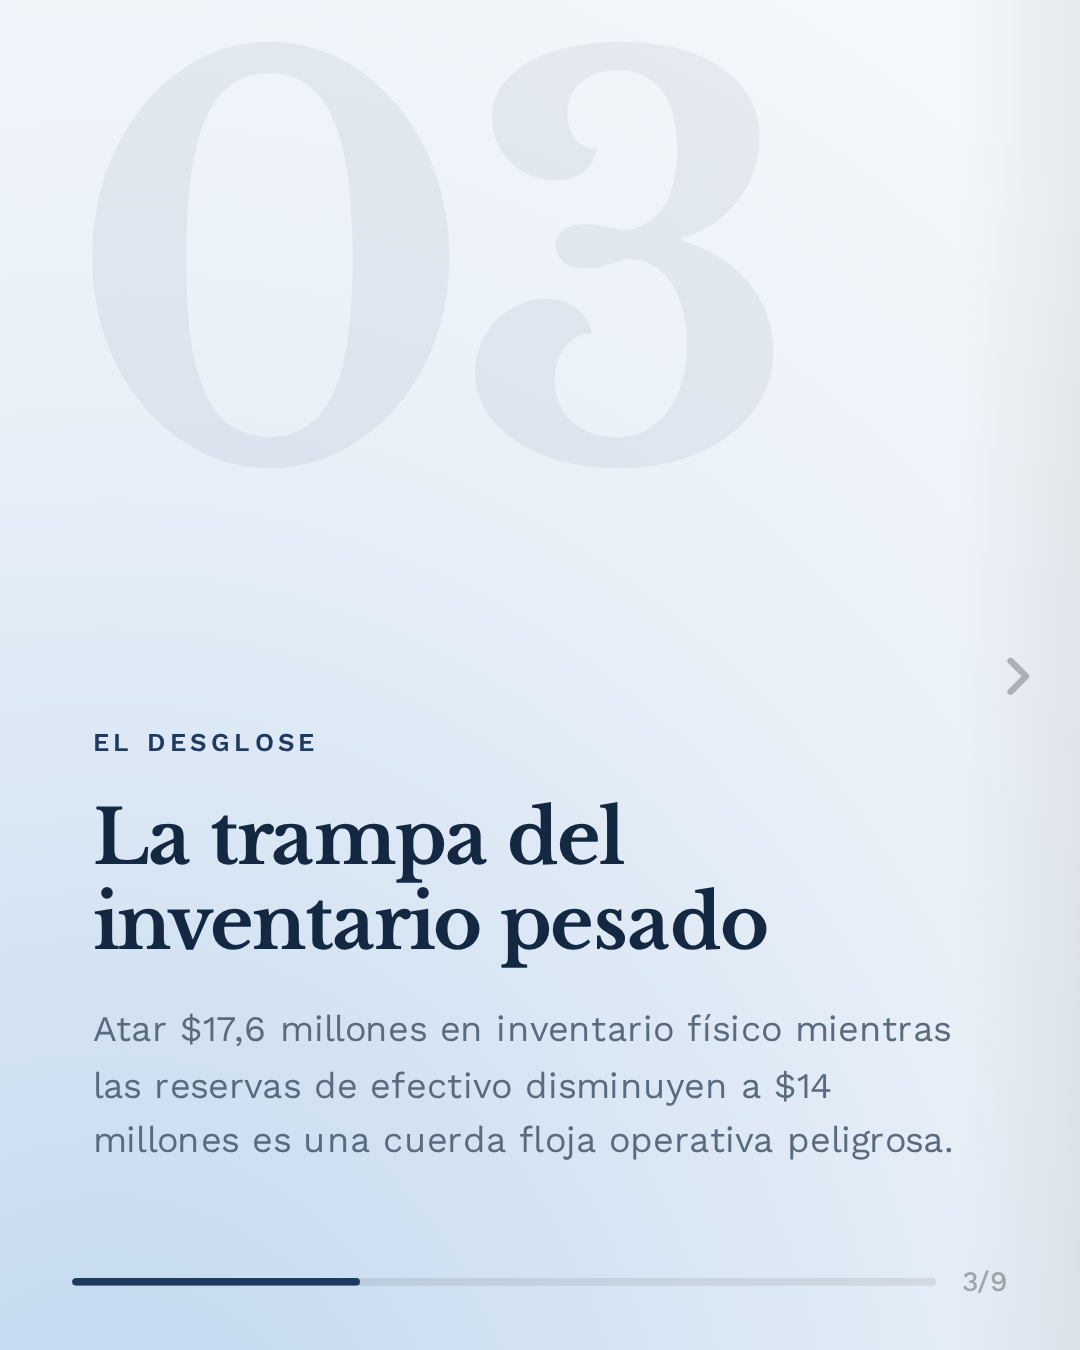 03
EL DESGLOSE
La trampa del
inventario pesado
Atar $17,6 millones en inventario físico mientras
las reservas de efectivo disminuyen a $14
millones es una cuerda floja operativa peligrosa.
3/9